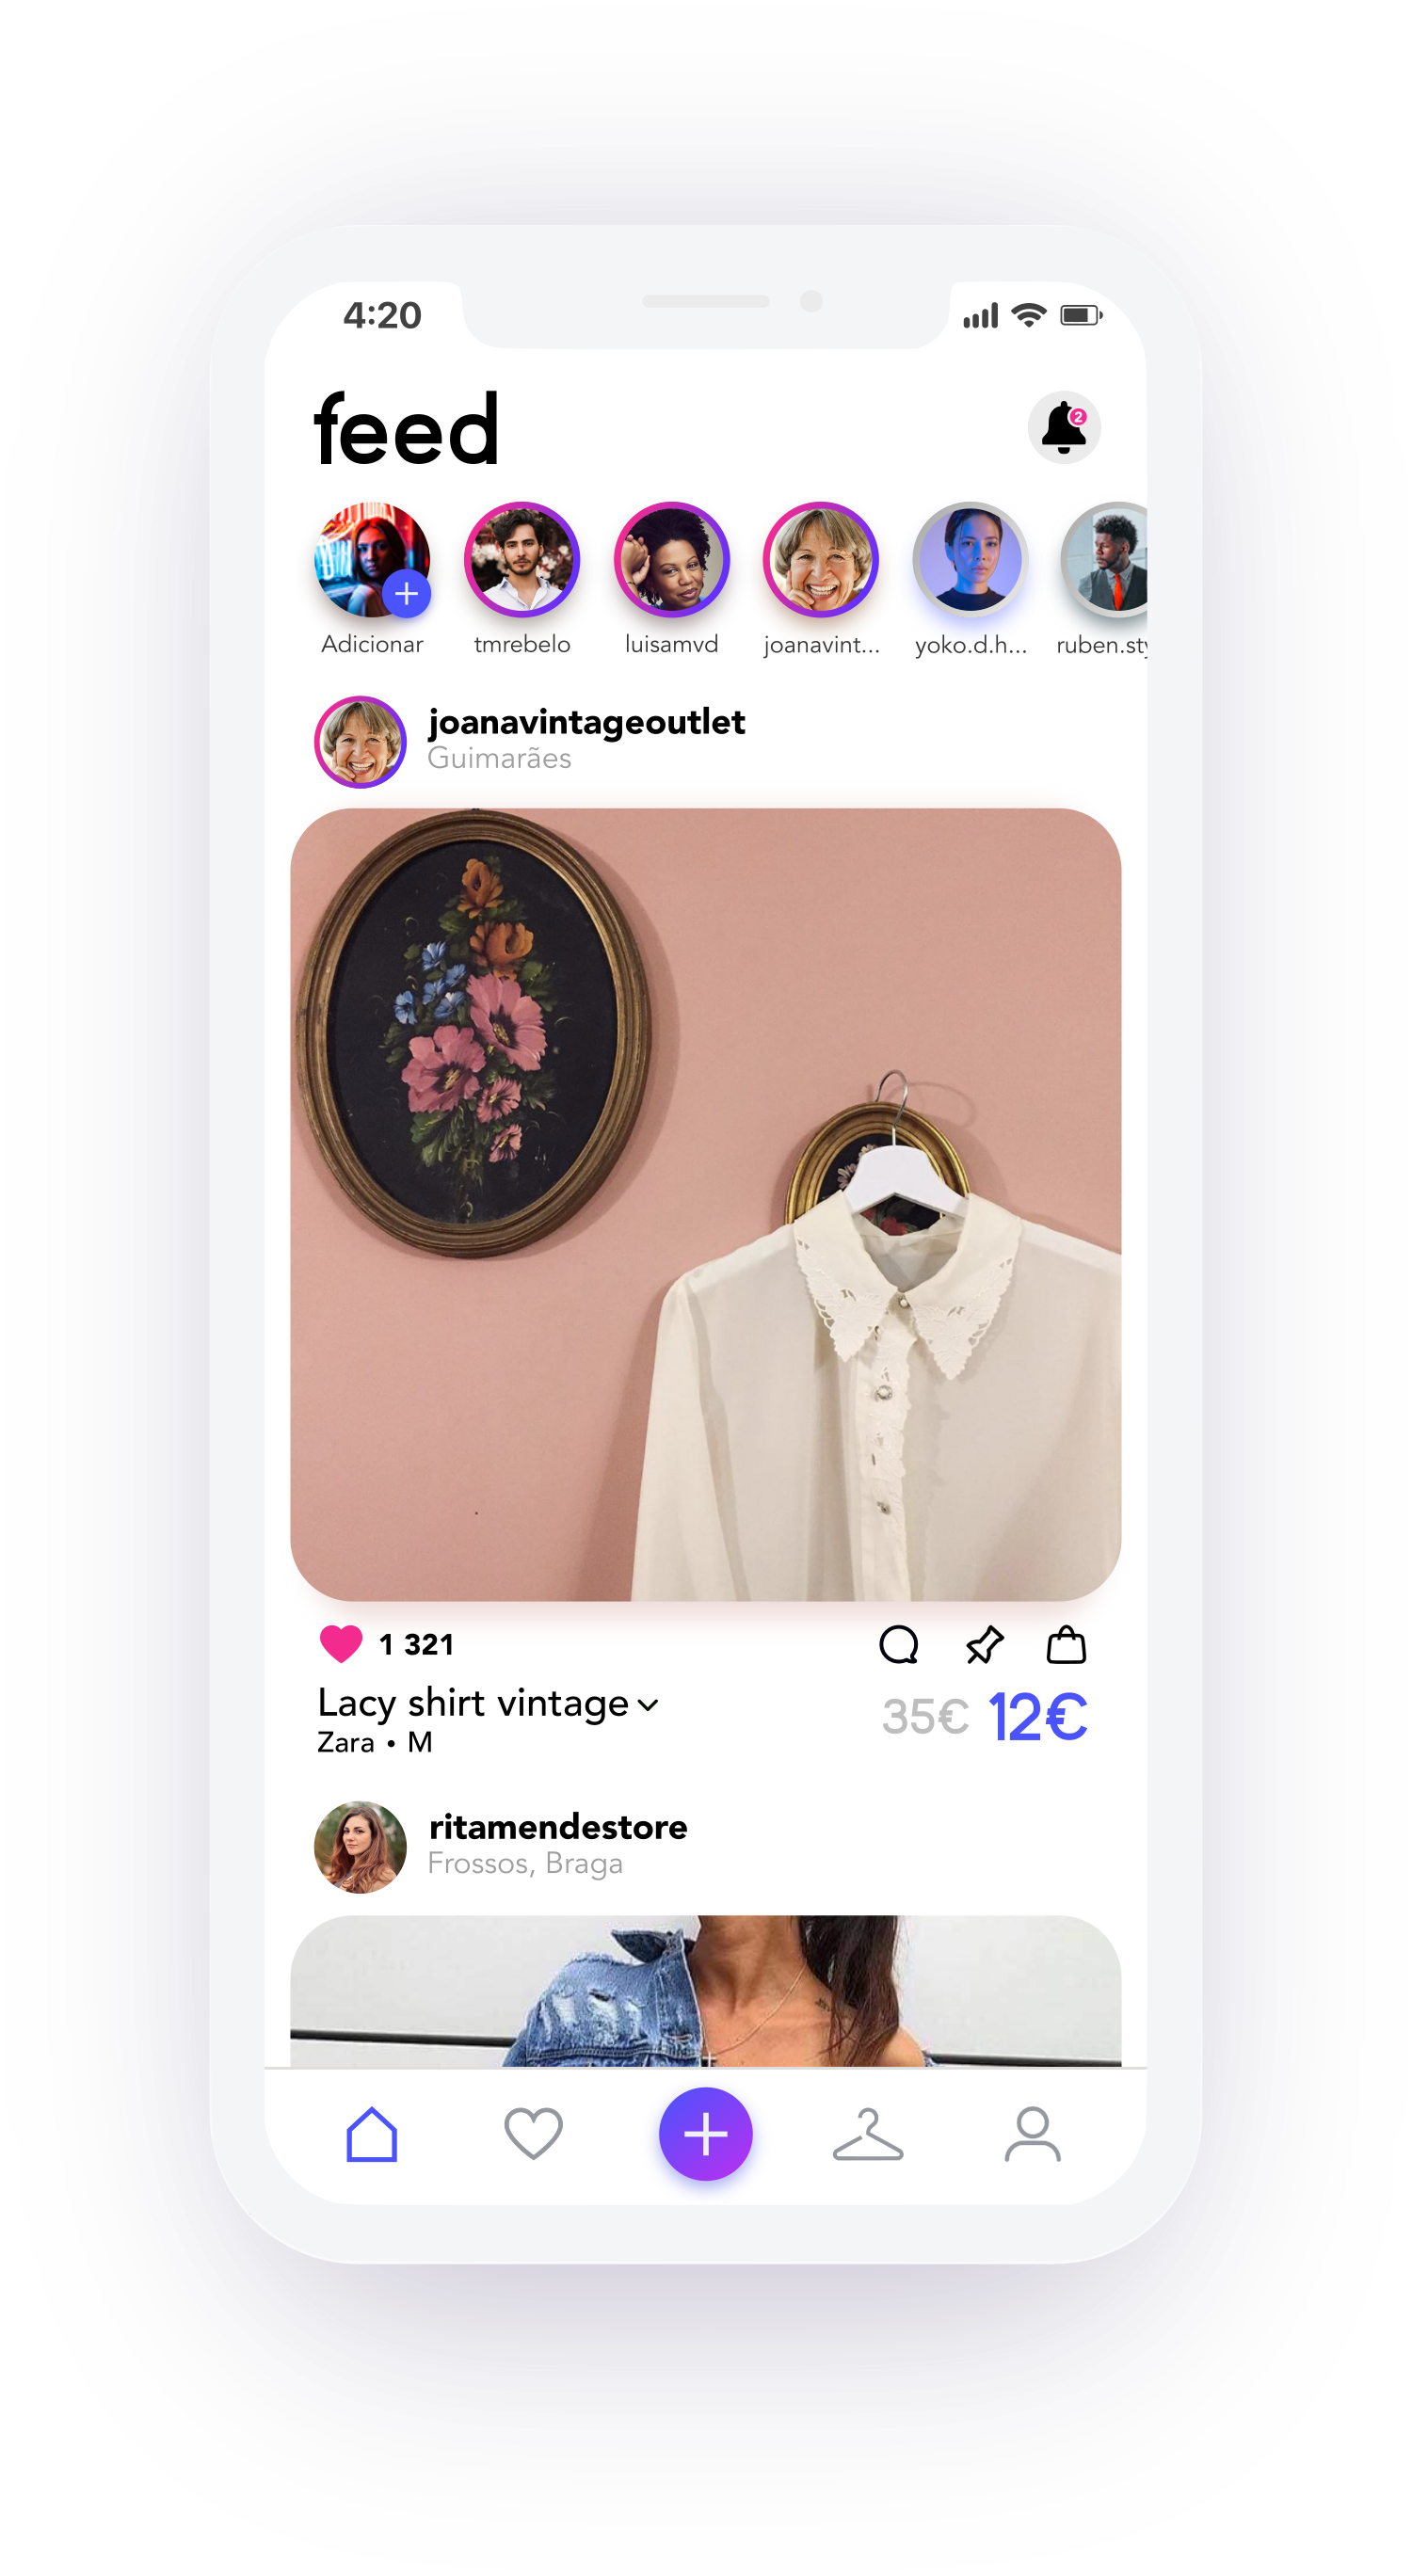 4:20
feed
2
Adicionar
tmrebelo
luisamvd
joanavint...
yoko.d.h...
ruben.sty
joanavintageoutlet
Guimarães
1 321
Lacy shirt vintage
35€ 12€
Zara • M
ritamendestore
Frossos, Braga